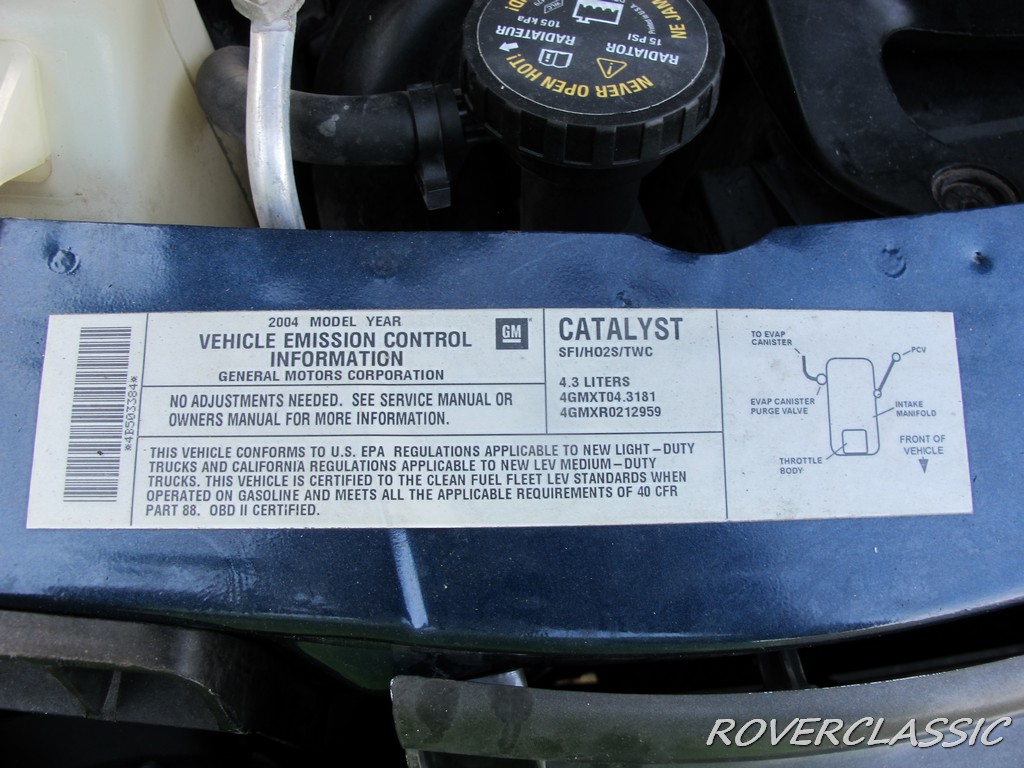 NE JAM
15 PSI
105 kPa
RADIATOR
RADIATEUR
NEVER OPEN HOT!
2004 MODEL YEAR
VEHICLE EMISSION CONTROL
INFORMATION
GENERAL MOTORS CORPORATION
GM
NO ADJUSTMENTS NEEDED. SEE SERVICE MANUAL OR
OWNERS MANUAL FOR MORE INFORMATION.
CATALYST
SFI/HO2S/TWC
4.3 LITERS
4GMXT04.3181
4GMXR0212959
THIS VEHICLE CONFORMS TO U.S. EPA REGULATIONS APPLICABLE TO NEW LIGHT-DUTY
TRUCKS AND CALIFORNIA REGULATIONS APPLICABLE TO NEW LEV MEDIUM-DUTY
TRUCKS. THIS VEHICLE IS CERTIFIED TO THE CLEAN FUEL FLEET LEV STANDARDS WHEN
OPERATED ON GASOLINE AND MEETS ALL THE APPLICABLE REQUIREMENTS OF 40 CFR
PART 88. OBD II CERTIFIED.
*4B503384*
TO EVAP
CANISTER
PCV
EVAP CANISTER
PURGE VALVE
INTAKE
MANIFOLD
THROTTLE
BODY
FRONT OF
VEHICLE
ROVERCLASSIC